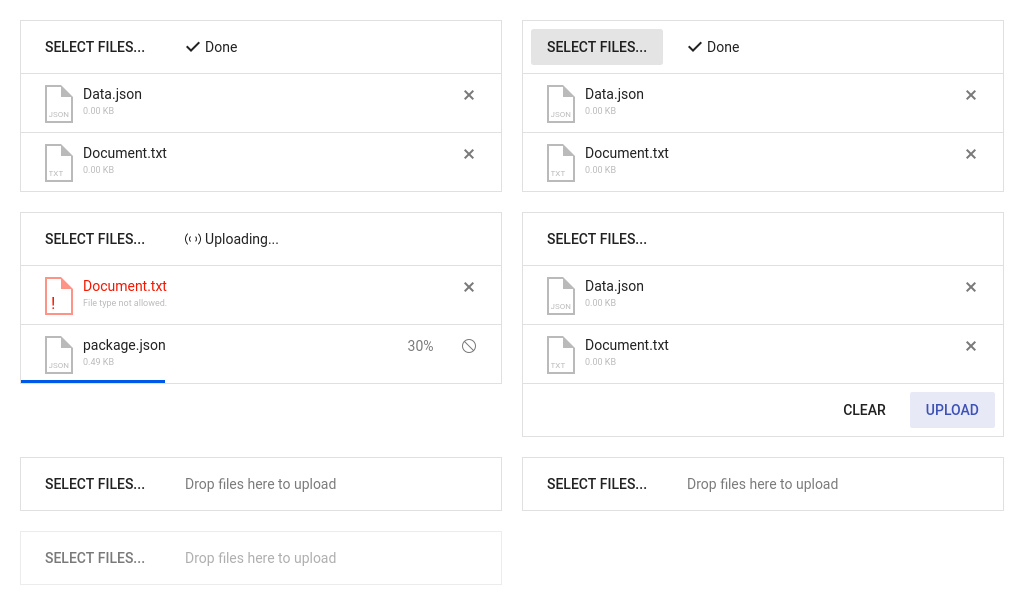 SELECT FILES... Done
Data.json
JSON 0.00 KB
Document.txt
TXT 0.00 KB
SELECT FILES... Done
Data.json
JSON 0.00 KB
Document.txt
TXT 0.00 KB
SELECT FILES... Uploading...
Document.txt
! File type not allowed.
package.json 30%
JSON 0.49 KB
SELECT FILES...
Data.json
JSON 0.00 KB
Document.txt
TXT 0.00 KB
CLEAR UPLOAD
SELECT FILES... Drop files here to upload
SELECT FILES... Drop files here to upload
SELECT FILES... Drop files here to upload